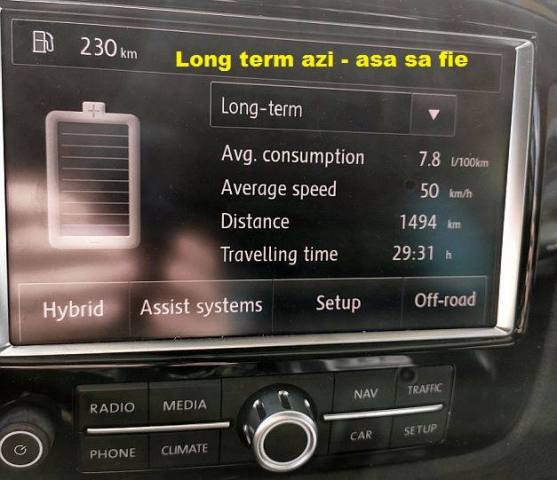 230 km
Long term azi - asa sa fie
Long-term
Avg. consumption 7.8 l/100km
Average speed 50 km/h
Distance 1494 km
Travelling time 29:31 h
Hybrid Assist systems Setup Off-road
RADIO MEDIA NAV TRAFFIC
PHONE CLIMATE CAR SETUP